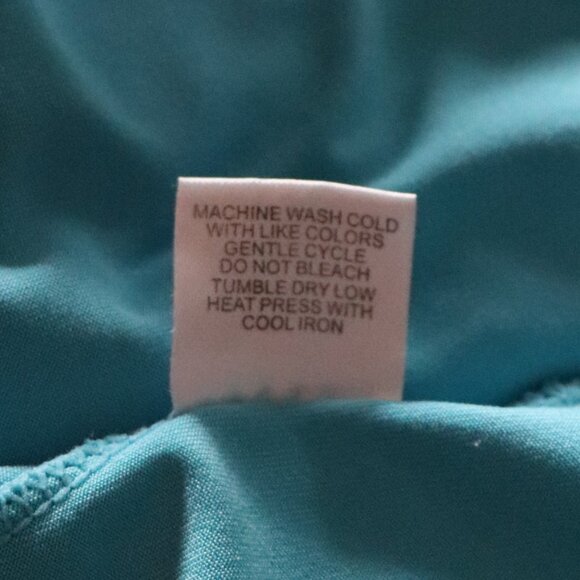 MACHINE WASH COLD
WITH LIKE COLORS
GENTLE CYCLE
DO NOT BLEACH
TUMBLE DRY LOW
HEAT PRESS WITH
COOL IRON